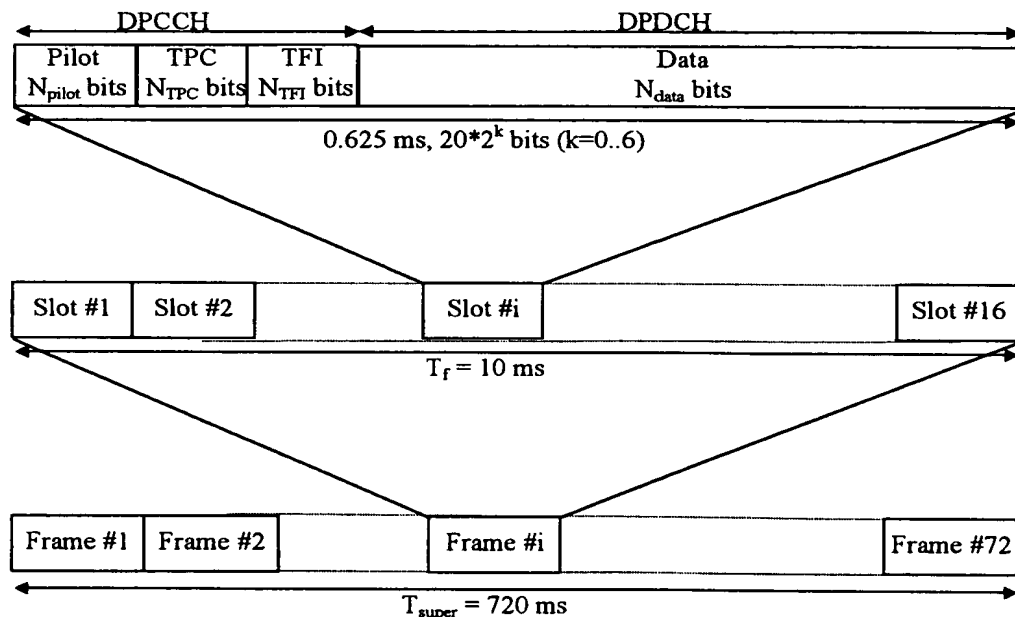 DPCCH DPDCH
Pilot TPC TFI Data
N_pilot bits N_TPC bits N_TFI bits N_data bits
0.625 ms, 20*2^k bits (k=0..6)
Slot #1 Slot #2 Slot #i Slot #16
T_f = 10 ms
Frame #1 Frame #2 Frame #i Frame #72
T_super = 720 ms